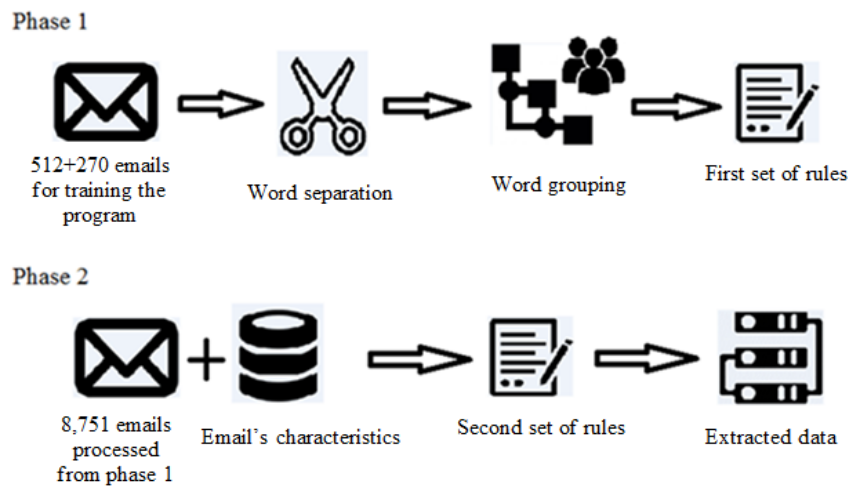 Phase 1
512+270 emails
for training the
program
Word separation
Word grouping
First set of rules
Phase 2
8,751 emails
processed
from phase 1
Email’s characteristics
Second set of rules
Extracted data